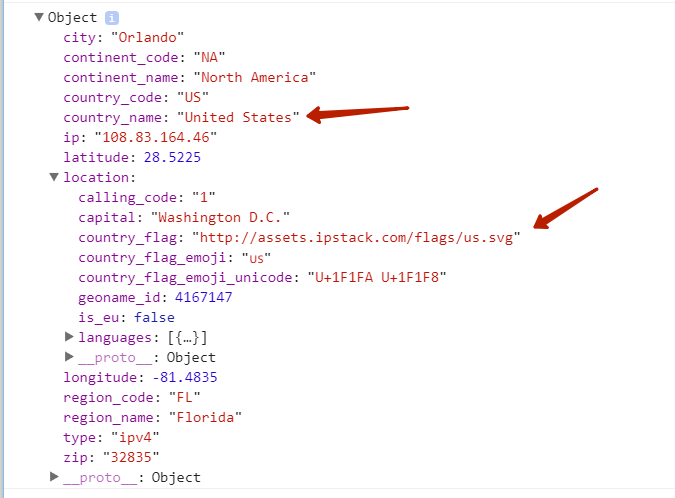 Object i
city: "Orlando"
continent_code: "NA"
continent_name: "North America"
country_code: "US"
country_name: "United States"
ip: "108.83.164.46"
latitude: 28.5225
location:
calling_code: "1"
capital: "Washington D.C."
country_flag: "http://assets.ipstack.com/flags/us.svg"
country_flag_emoji: "us"
country_flag_emoji_unicode: "U+1F1FA U+1F1F8"
geoname_id: 4167147
is_eu: false
languages: [{…}]
__proto__: Object
longitude: -81.4835
region_code: "FL"
region_name: "Florida"
type: "ipv4"
zip: "32835"
__proto__: Object